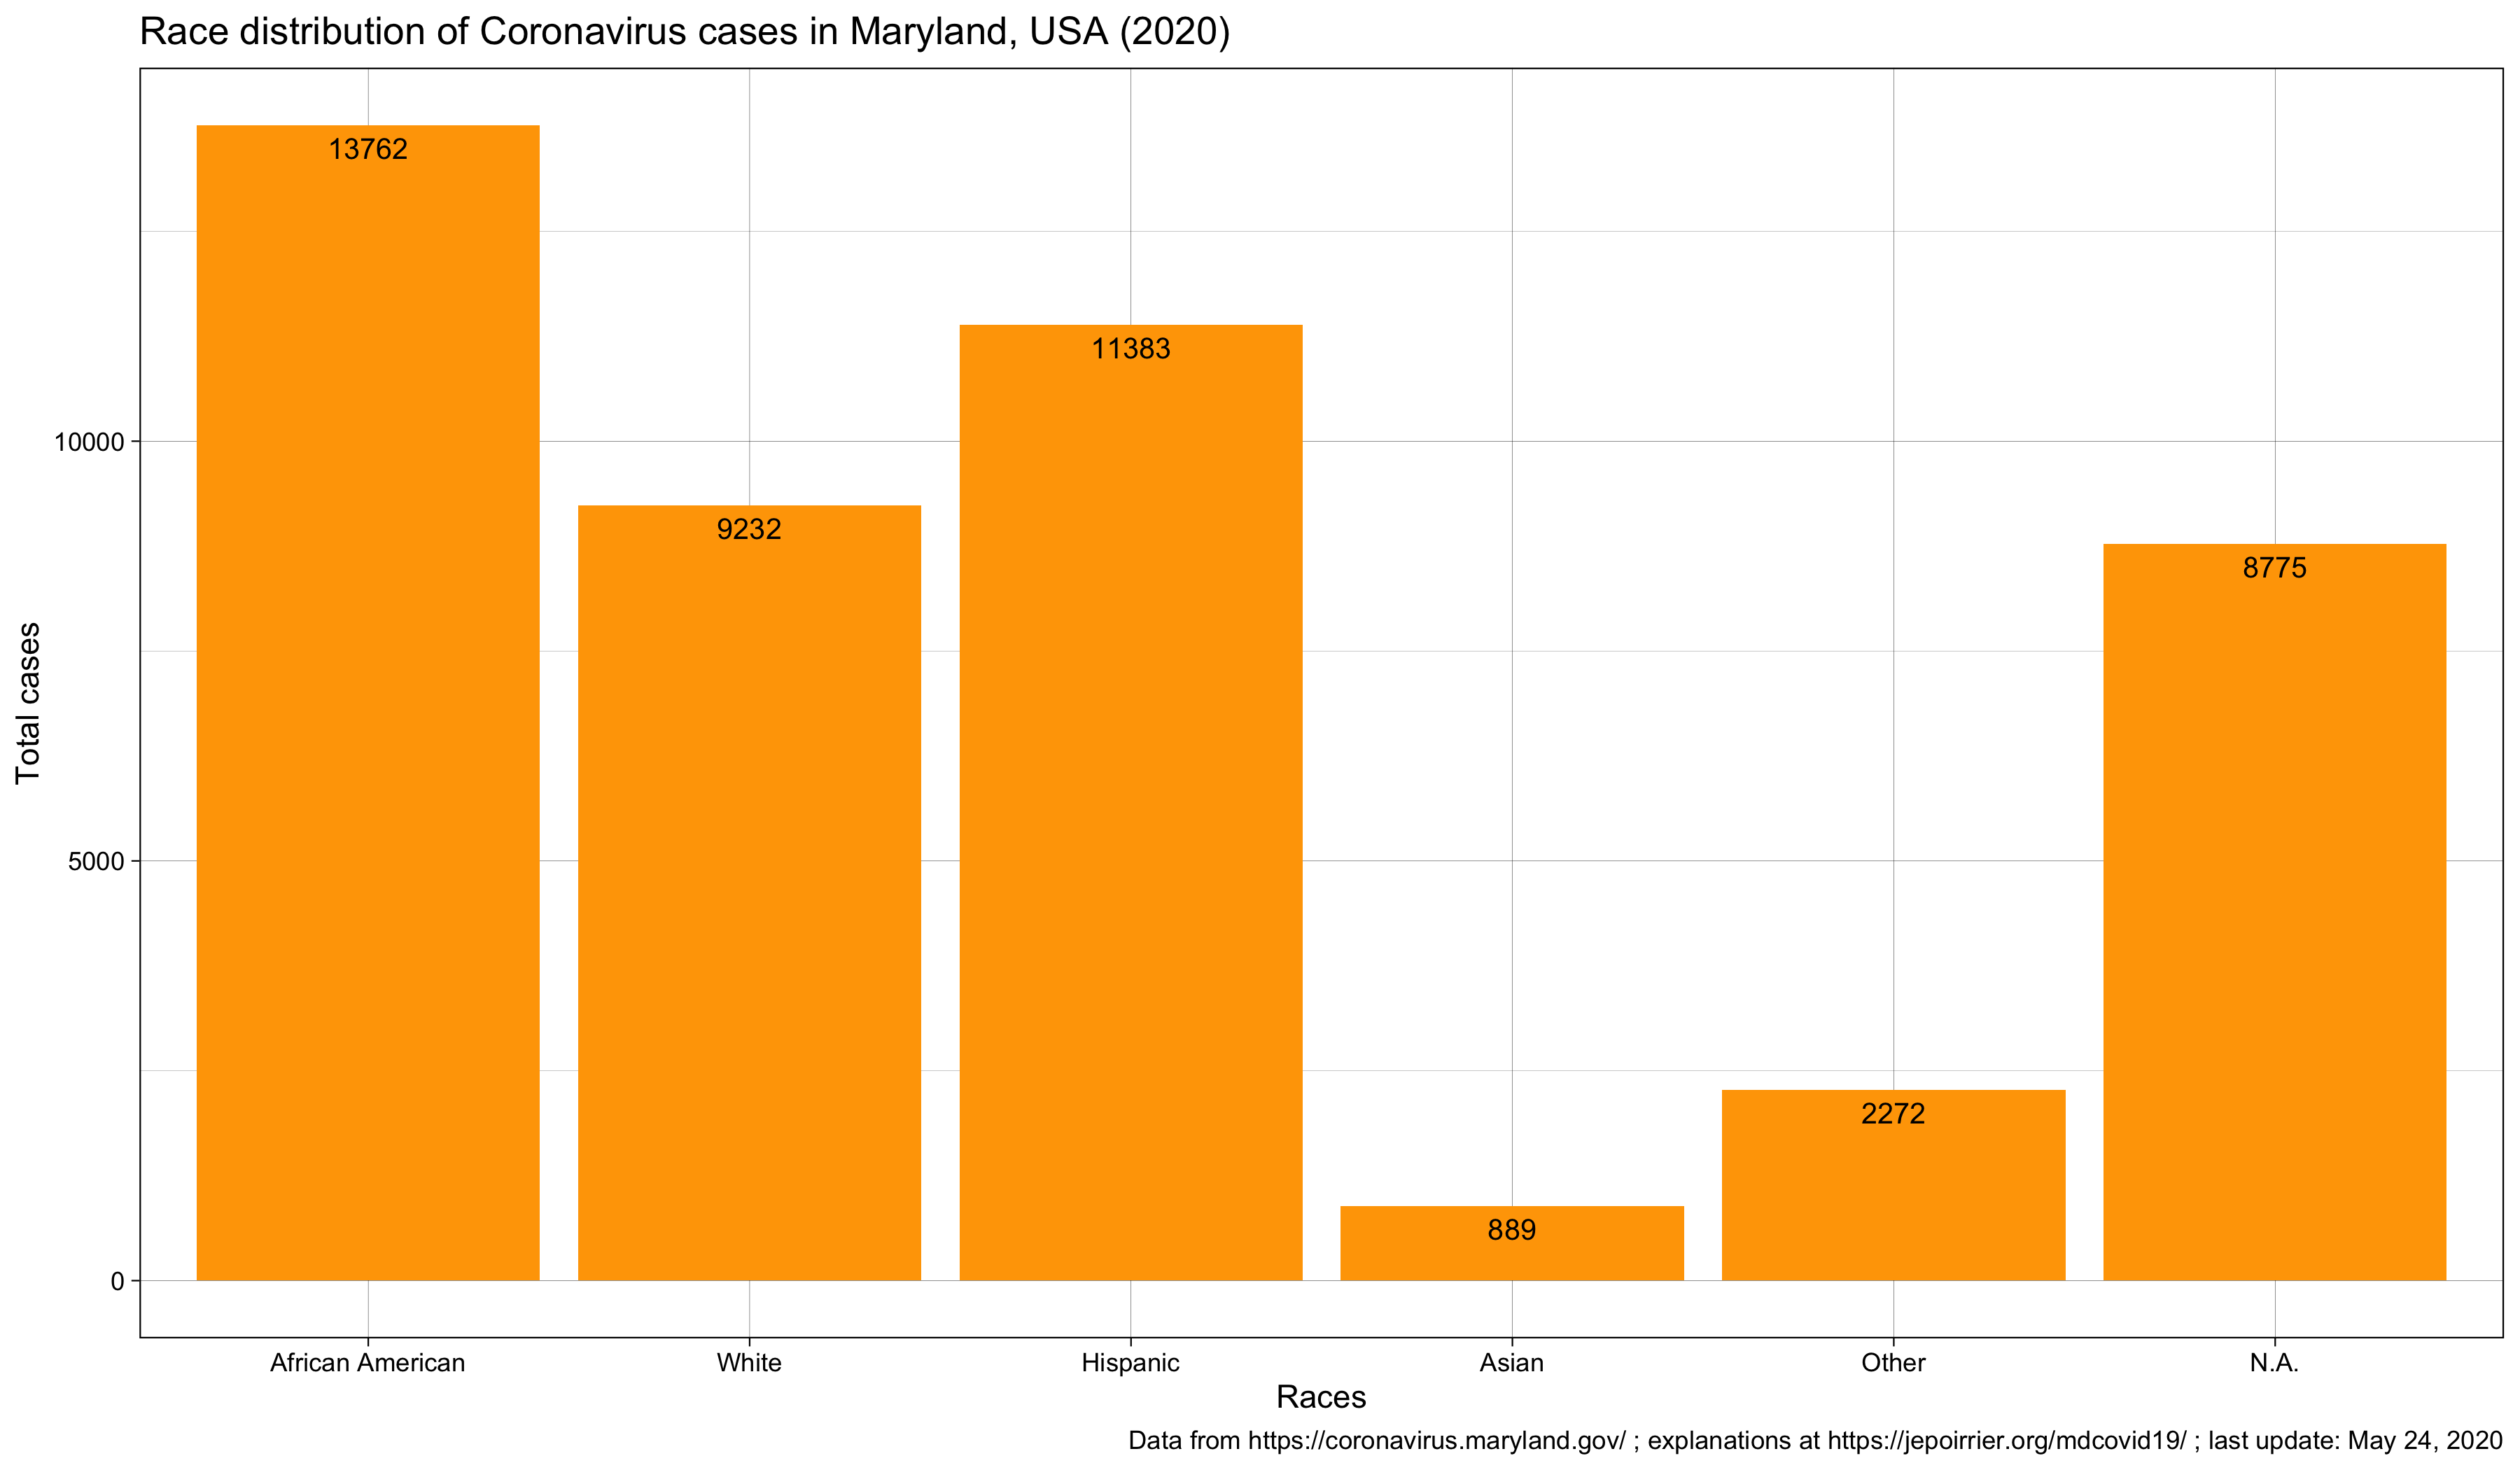 Race distribution of Coronavirus cases in Maryland, USA (2020)
13762
11383
10000
9232
8775
Total cases
5000
2272
889
0
African American White Hispanic Asian Other N.A.
Races
Data from https://coronavirus.maryland.gov/ ; explanations at https://jepoirrier.org/mdcovid19/ ; last update: May 24, 2020